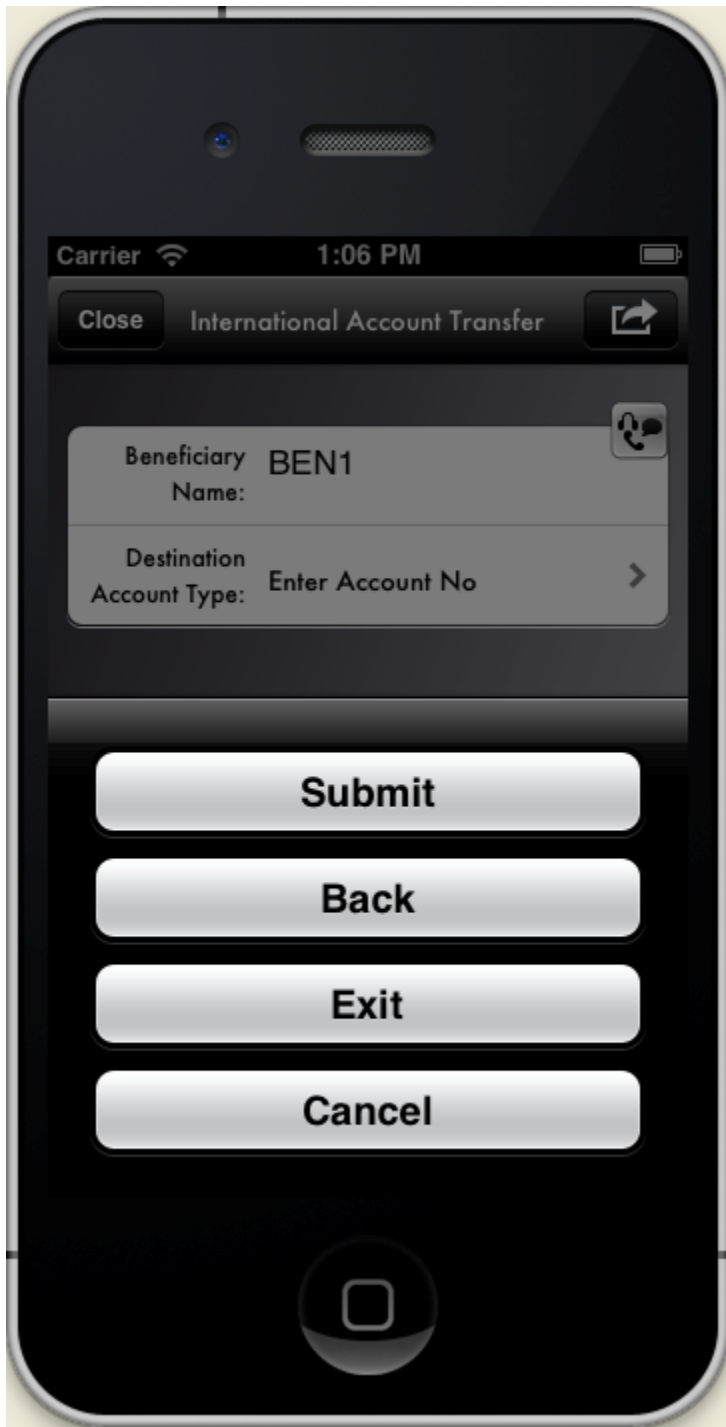 Carrier 1:06 PM
Close International Account Transfer
Beneficiary BEN1
Name:
Destination
Account Type: Enter Account No
Submit
Back
Exit
Cancel